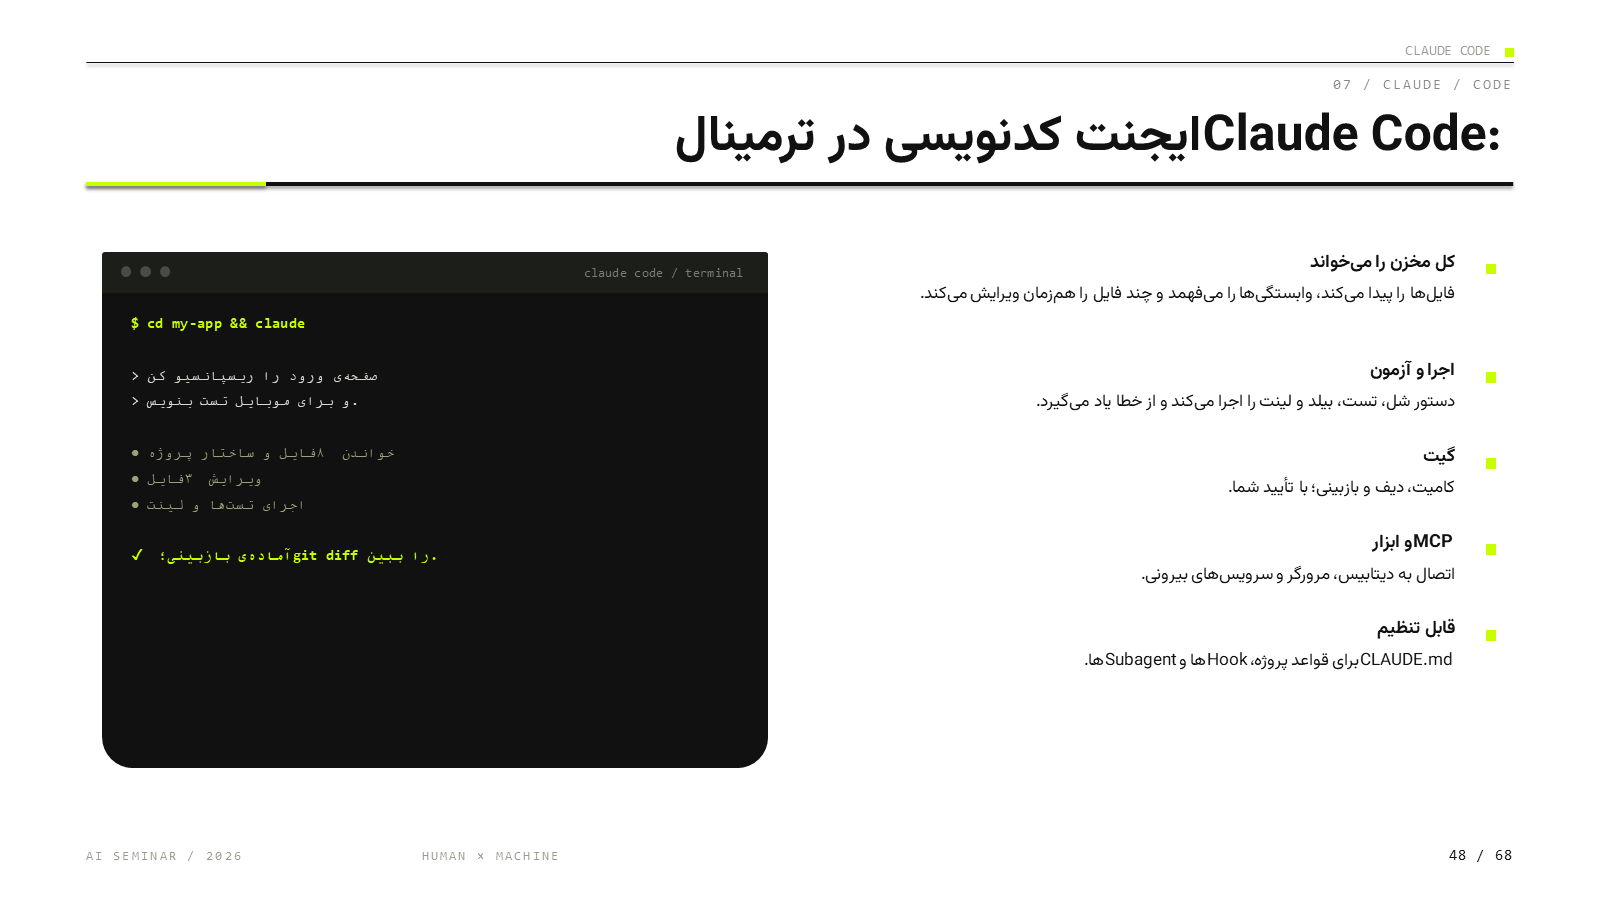 CLAUDE CODE
07 / CLAUDE / CODE
Claude Code: ایجنت کدنویسی در ترمینال
کل مخزن را می‌خواند
فایل‌ها را پیدا می‌کند، وابستگی‌ها را می‌فهمد و چند فایل را هم‌زمان ویرایش می‌کند.
اجرا و آزمون
دستور شل، تست، بیلد و لینت را اجرا می‌کند و از خطا یاد می‌گیرد.
گیت
کامیت، دیف و بازبینی؛ با تأیید شما.
MCP و ابزار
اتصال به دیتابیس، مرورگر و سرویس‌های بیرونی.
قابل تنظیم
CLAUDE.md برای قواعد پروژه، Hook ها و Subagent ها.
claude code / terminal
$ cd my-app && claude
> صفحه‌ی ورود را ریسپانسیو کن
> و برای موبایل تست بنویس.
● خواندن ۸ فایل و ساختار پروژه
● ویرایش ۳ فایل
● اجرای تست‌ها و لینت
✓ آماده‌ی بازبینی؛ git diff را ببین.
AI SEMINAR / 2026
HUMAN × MACHINE
48 / 68